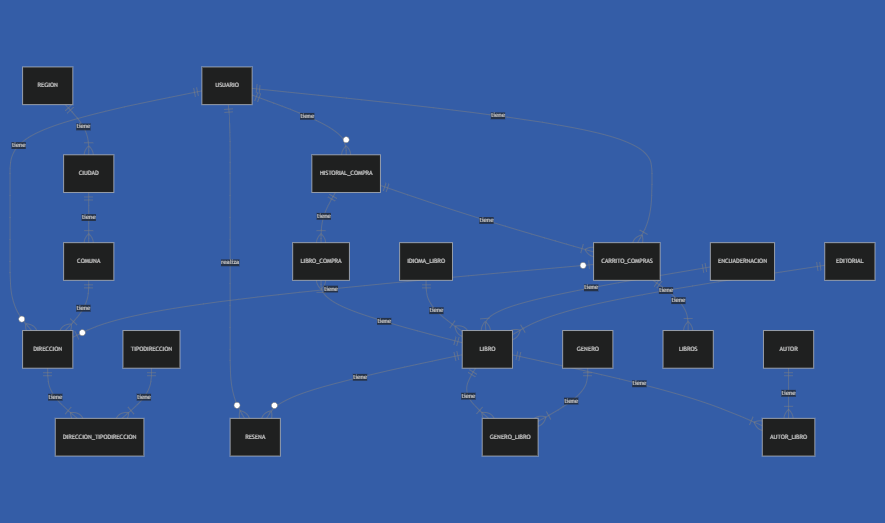 REGION
USUARIO
tiene
tiene
tiene
tiene
CIUDAD
HISTORIAL_COMPRA
tiene
tiene
tiene
COMUNA
LIBRO_COMPRA
IDIOMA_LIBRO
CARRITO_COMPRAS
ENCUADERNACION
EDITORIAL
realiza
tiene
tiene
tiene
tiene
tiene
tiene
tiene
DIRECCION
TIPODIRECCION
LIBRO
GENERO
LIBROS
AUTOR
tiene
tiene
tiene
tiene
tiene
tiene
tiene
DIRECCION_TIPODIRECCION
RESENA
GENERO_LIBRO
AUTOR_LIBRO